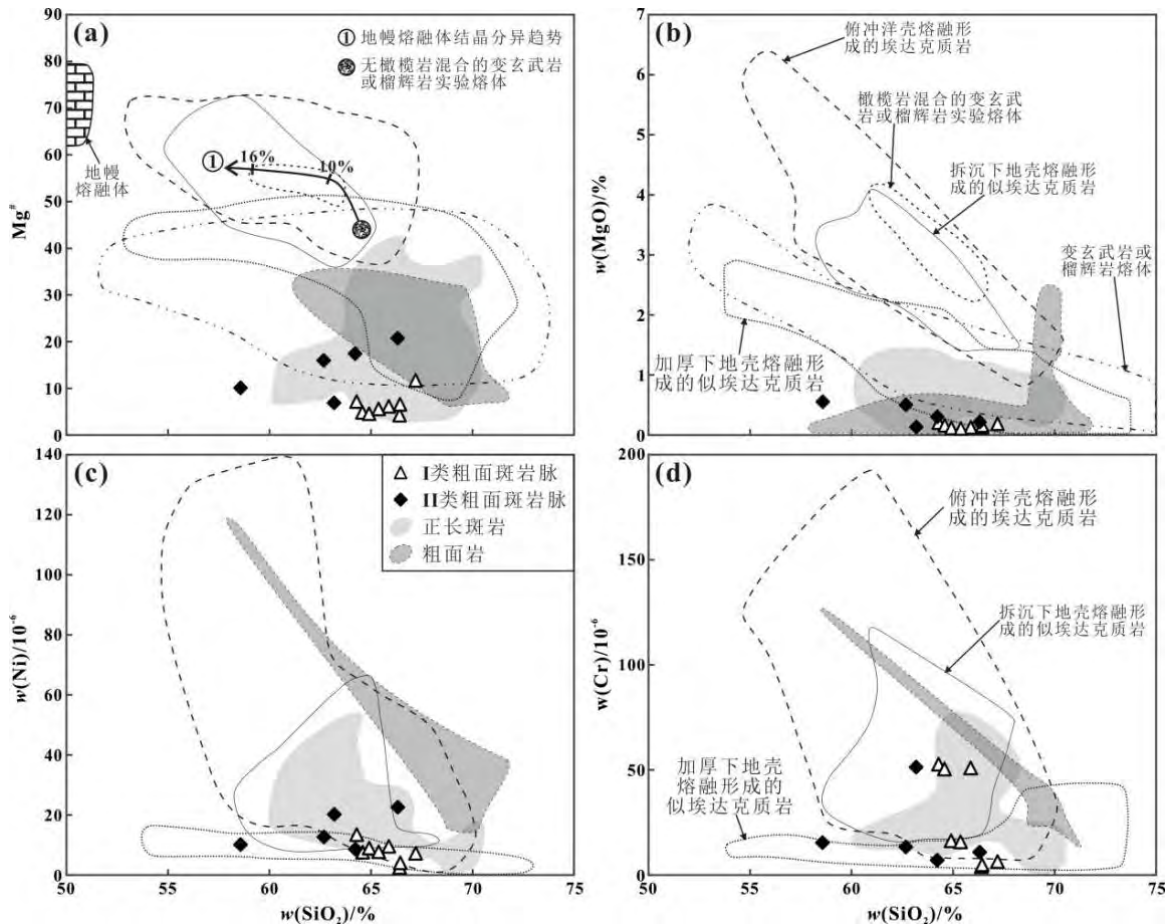 (a)
90
80
70
60
50
40
30
20
10
0
Mg#
① 地幔熔融体结晶分异趋势
无橄榄岩混合的变玄武岩
或榴辉岩实验熔体
地幔
熔融体
1
16%
10%
(b)
7
6
5
4
3
2
1
0
w(MgO)/%
俯冲洋壳熔融形
成的埃达克质岩
橄榄岩混合的变玄武
岩或榴辉岩实验熔体
拆沉下地壳熔融形
成的似埃达克质岩
变玄武岩或
榴辉岩熔体
加厚下地壳熔融形
成的似埃达克质岩
(c)
140
120
100
80
60
40
20
0
w(Ni)/10-6
I类粗面斑岩脉
II类粗面斑岩脉
正长斑岩
粗面岩
50
55
60
65
70
75
w(SiO2)/%
(d)
200
150
100
50
0
w(Cr)/10-6
俯冲洋壳熔融形
成的埃达克质岩
拆沉下地壳熔融形
成的似埃达克质岩
加厚下地壳
熔融形成的
似埃达克质岩
50
55
60
65
70
75
w(SiO2)/%